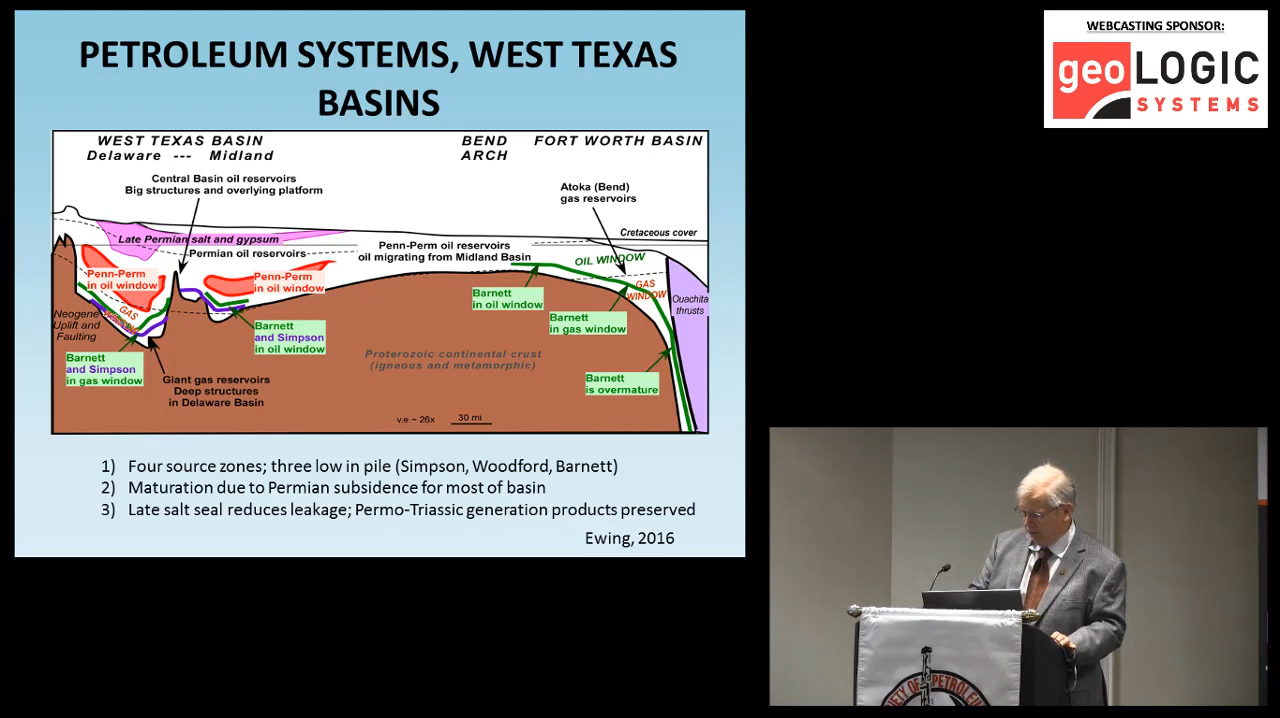 PETROLEUM SYSTEMS, WEST TEXAS
BASINS
WEST TEXAS BASIN
Delaware --- Midland
BEND
ARCH
FORT WORTH BASIN
Central Basin oil reservoirs
Big structures and overlying platform
Atoka (Bend)
gas reservoirs
Cretaceous cover
Late Permian salt and gypsum
Permian oil reservoirs
Penn-Perm oil reservoirs
oil migrating from Midland Basin
OIL WINDOW
GAS
WINDOW
Penn-Perm
in oil window
Penn-Perm
in oil window
GAS
Barnett
in oil window
Barnett
in gas window
Ouachita
thrusts
Neogene
Uplift and
Faulting
Barnett
and Simpson
in oil window
Barnett
and Simpson
in gas window
Proterozoic continental crust
(igneous and metamorphic)
Giant gas reservoirs
Deep structures
in Delaware Basin
Barnett
is overmature
v.e.~ 26x
30 mi
1) Four source zones; three low in pile (Simpson, Woodford, Barnett)
2) Maturation due to Permian subsidence for most of basin
3) Late salt seal reduces leakage; Permo-Triassic generation products preserved
Ewing, 2016
WEBCASTING SPONSOR:
geoLOGIC
SYSTEMS
OF PETROLEUM